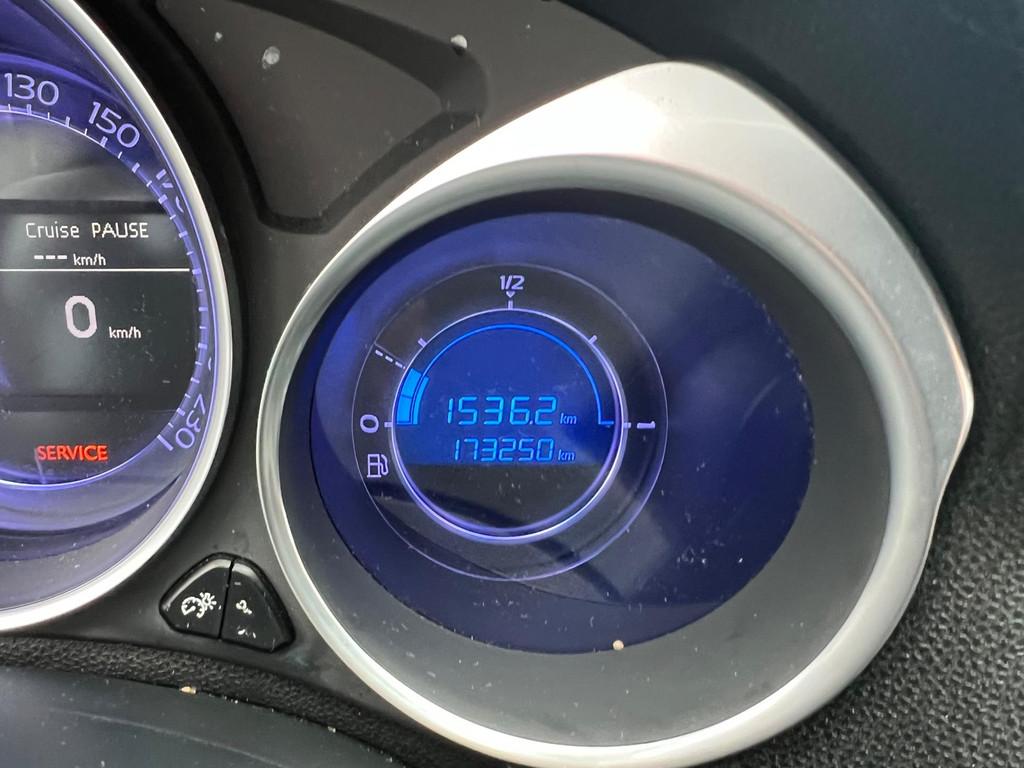 130
150
Cruise PAUSE
--- km/h
0 km/h
230
SERVICE
1/2
0
1
1536.2 km
173250 km